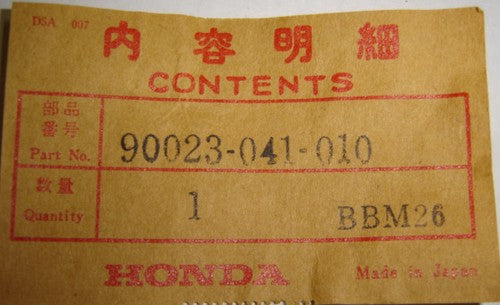 DSA 007
内容明細
CONTENTS
部品
番号
Part No. 90023-041-010
数量
Quantity 1 BBM26
HONDA Made in Japan